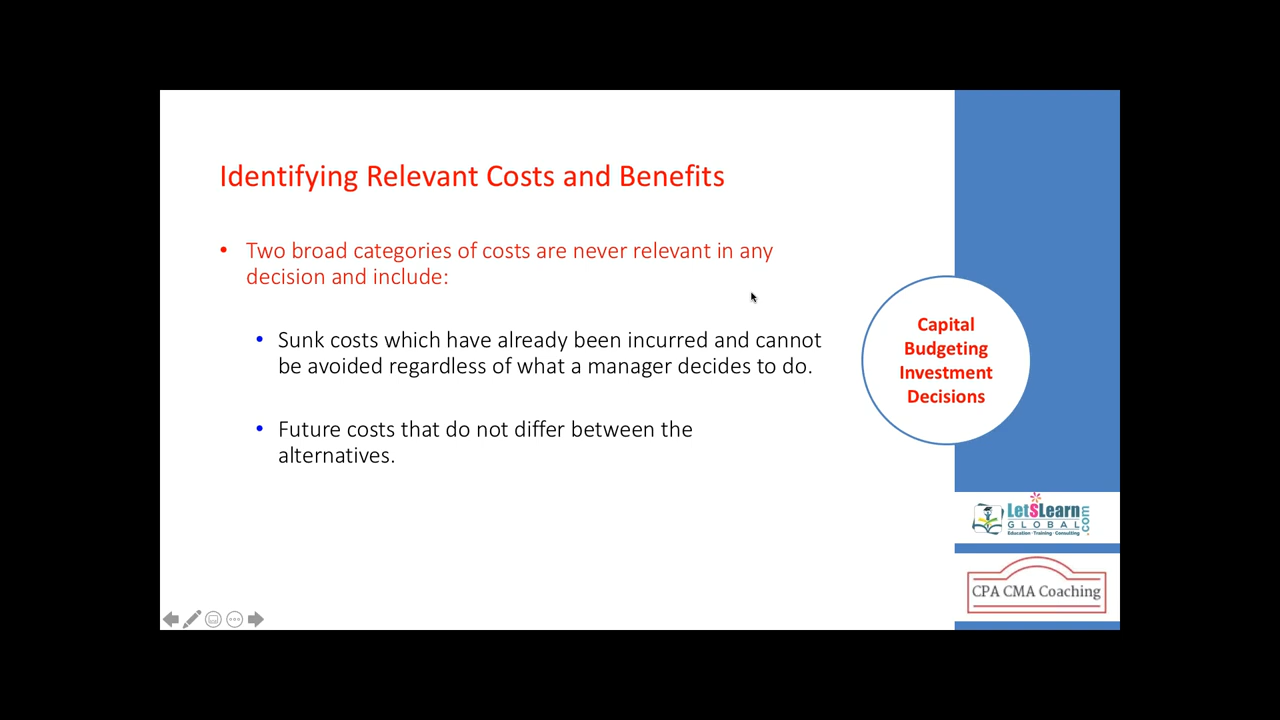 Identifying Relevant Costs and Benefits
• Two broad categories of costs are never relevant in any
decision and include:
• Sunk costs which have already been incurred and cannot
be avoided regardless of what a manager decides to do.
• Future costs that do not differ between the
alternatives.
Capital
Budgeting
Investment
Decisions
LetSLearn
GLOBAL.com
Education · Training · Consulting
CPA CMA Coaching